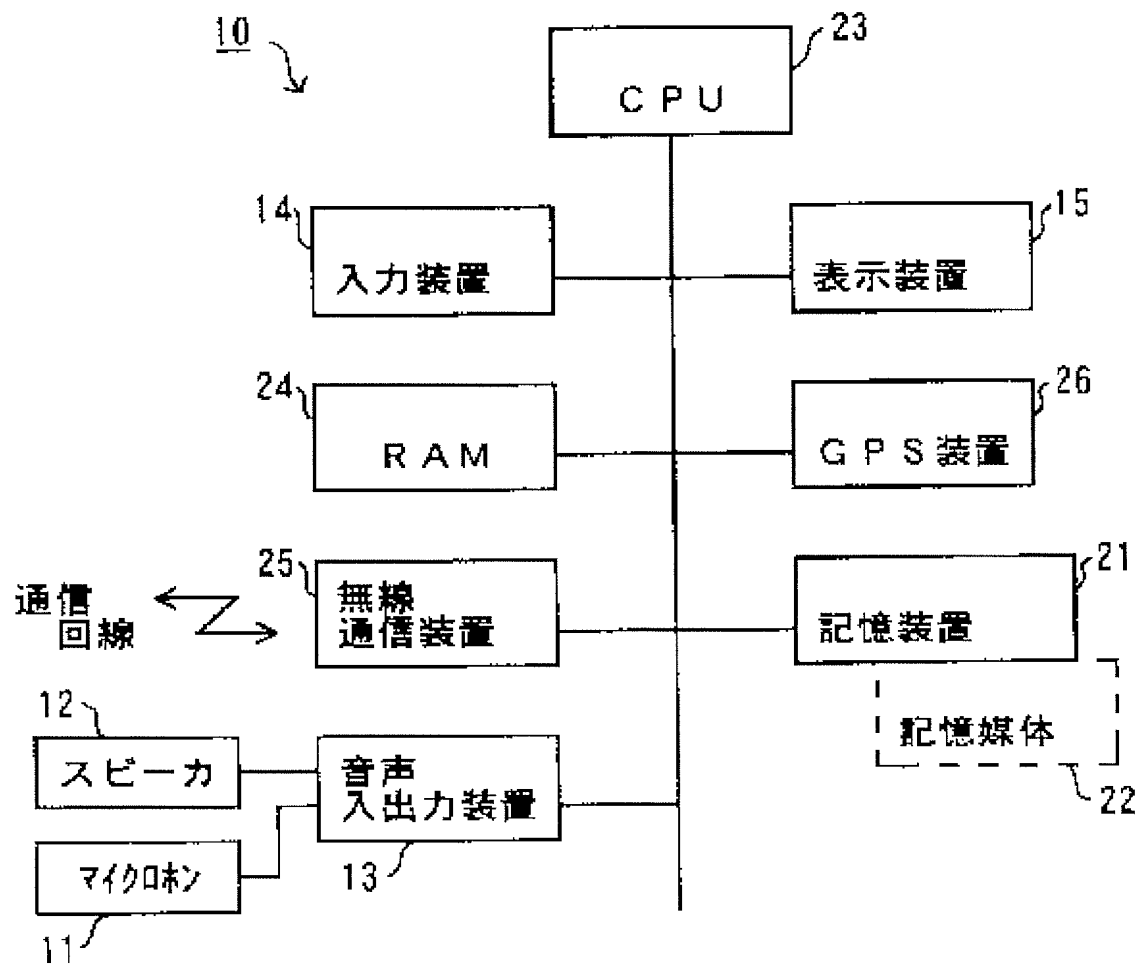 10
23
CPU
14
入力装置
15
表示装置
24
RAM
26
GPS装置
通信
回線
25
無線
通信装置
21
記憶装置
記憶媒体
22
12
スピーカ
音声
入出力装置
13
マイクロホン
11